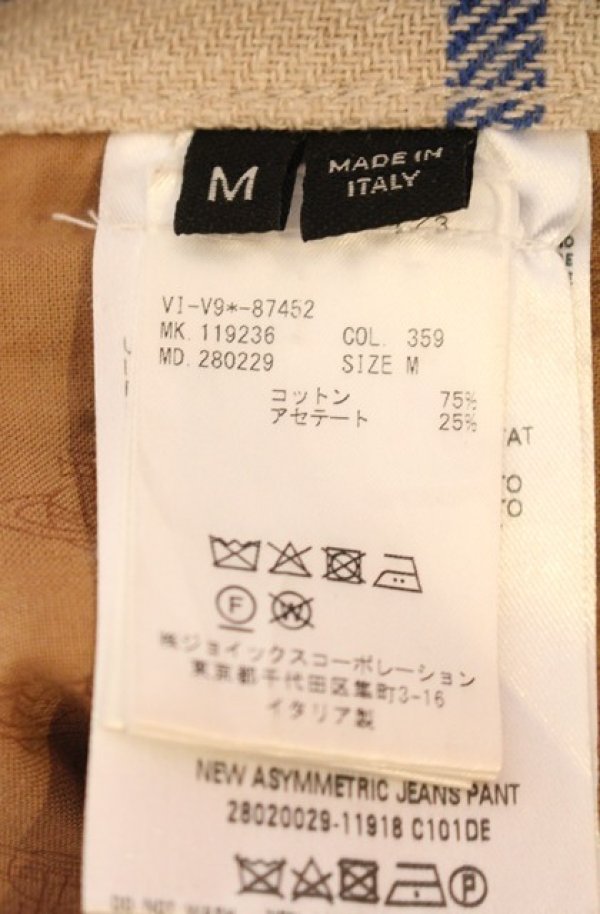 M
MADE IN
ITALY
VI-V9*-87452
MK. 119236 COL. 359
MD. 280229 SIZE M
コットン 75%
アセテート 25%
F
W
㈱ジョイックスコーポレーション
東京都千代田区隼町3-16
イタリア製
NEW ASYMMETRIC JEANS PANT
28020029-11918 C101DE
P